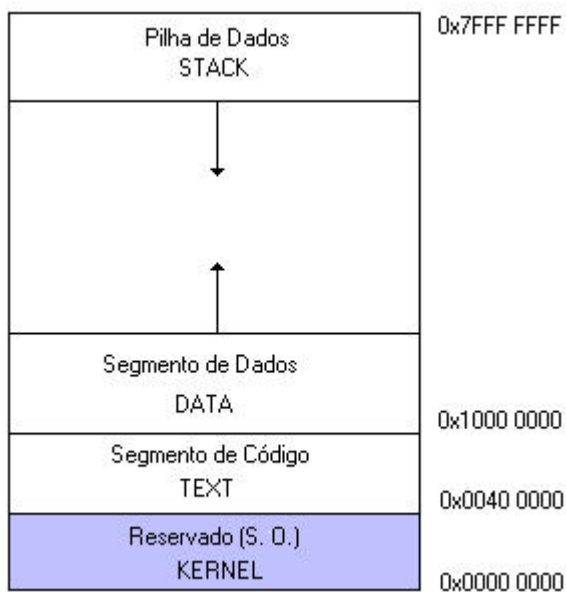 Pilha de Dados
STACK
0x7FFF FFFF
Segmento de Dados
DATA
0x1000 0000
Segmento de Código
TEXT
0x0040 0000
Reservado (S. O.)
KERNEL
0x0000 0000